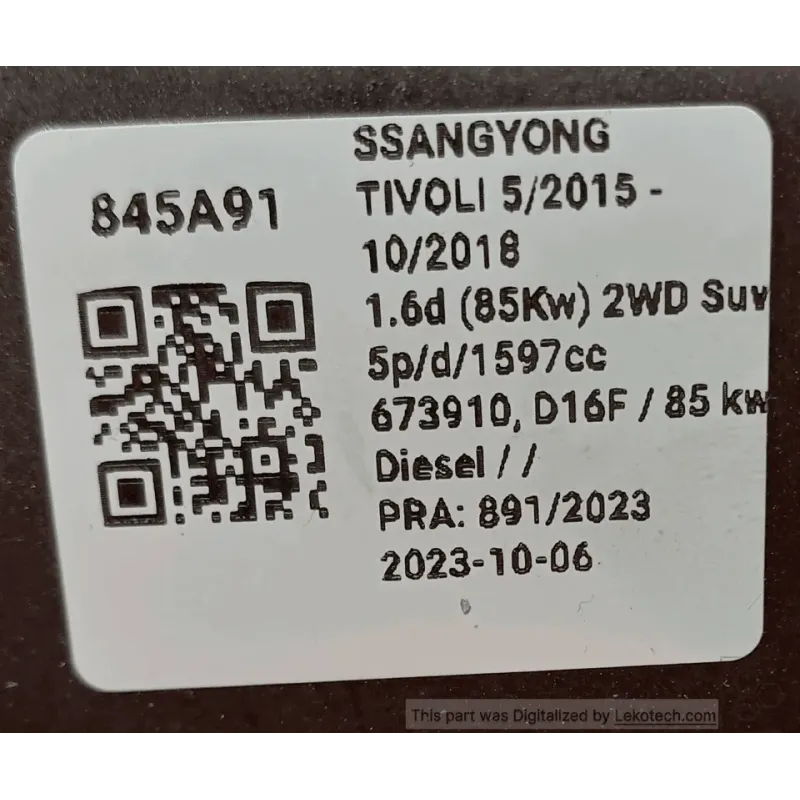 845A91
SSANGYONG
TIVOLI 5/2015 -
10/2018
1.6d (85Kw) 2WD Suv
5p/d/1597cc
673910, D16F / 85 kw
Diesel / /
PRA: 891/2023
2023-10-06
This part was Digitalized by Lekotech.com